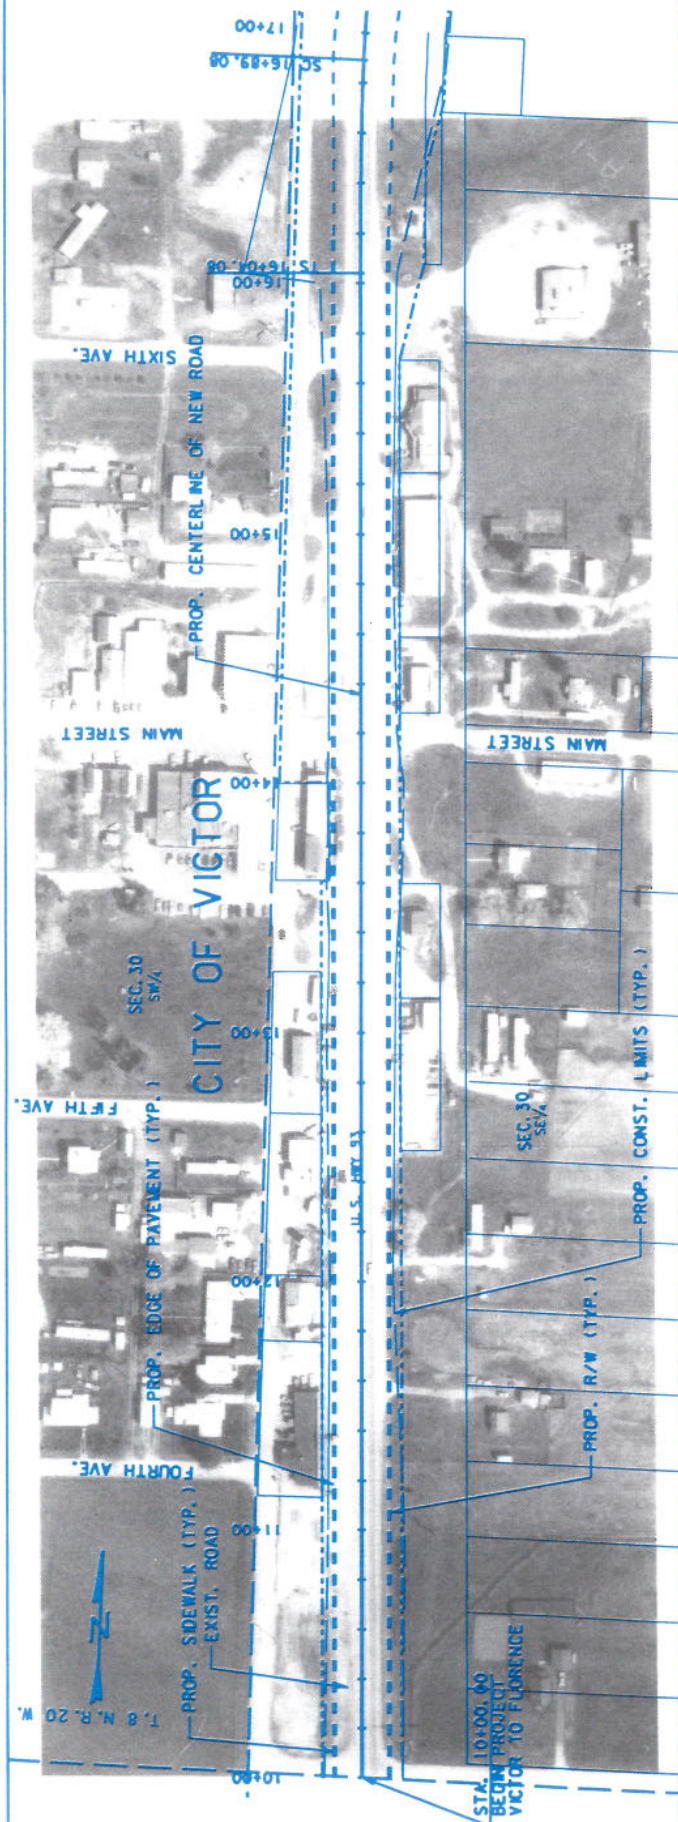 17+00
SC 16+89.08
TS 16+04.08
16+00
SIXTH AVE.
PROP. CENTERLINE OF NEW ROAD
15+00
MAIN STREET
MAIN STREET
14+00
CITY OF VICTOR
SEC. 30
SW¼
13+00
FIFTH AVE.
PROP. EDGE OF PAVEMENT (TYP.)
U.S. HWY 93
SEC. 30
SE¼
PROP. CONST. LIMITS (TYP.)
12+00
PROP. R/W (TYP.)
FOURTH AVE.
11+00
PROP. SIDEWALK (TYP.)
EXIST. ROAD
T. 8 N. R. 20 W.
10+00
STA. 10+00.00
BEGIN PROJECT
VICTOR TO FLORENCE